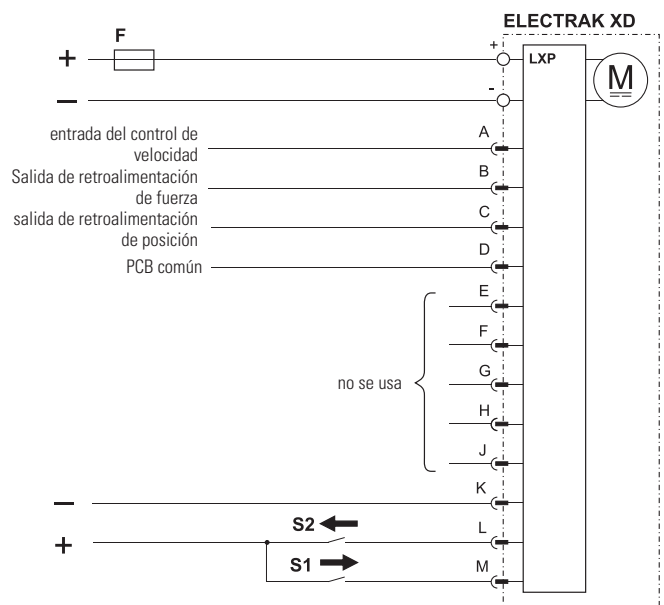 ELECTRAK XD
F
+
LXP
+
M
-
—
entrada del control de
velocidad
A
Salida de retroalimentación
de fuerza
B
salida de retroalimentación
de posición
C
PCB común
D
E
F
G
no se usa
H
J
—
K
S2
L
+
S1
M